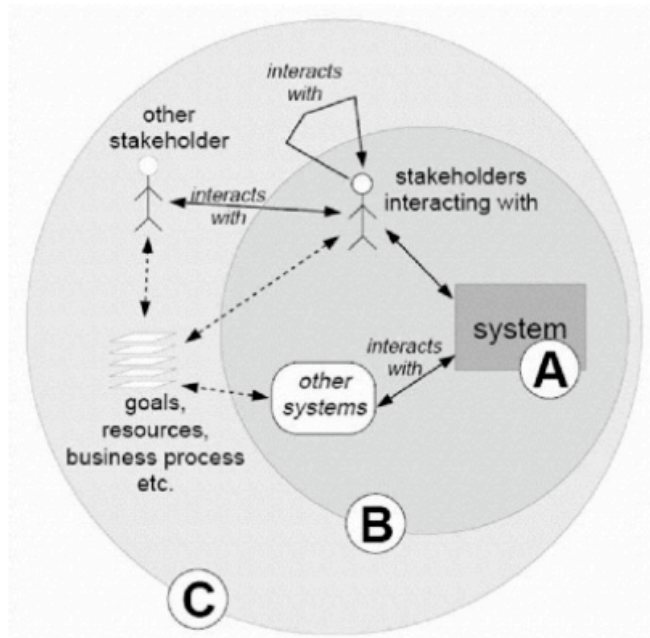 interacts
with
other
stakeholder
interacts
with
stakeholders
interacting with
system
A
interacts
with
other
systems
goals,
resources,
business process
etc.
B
C